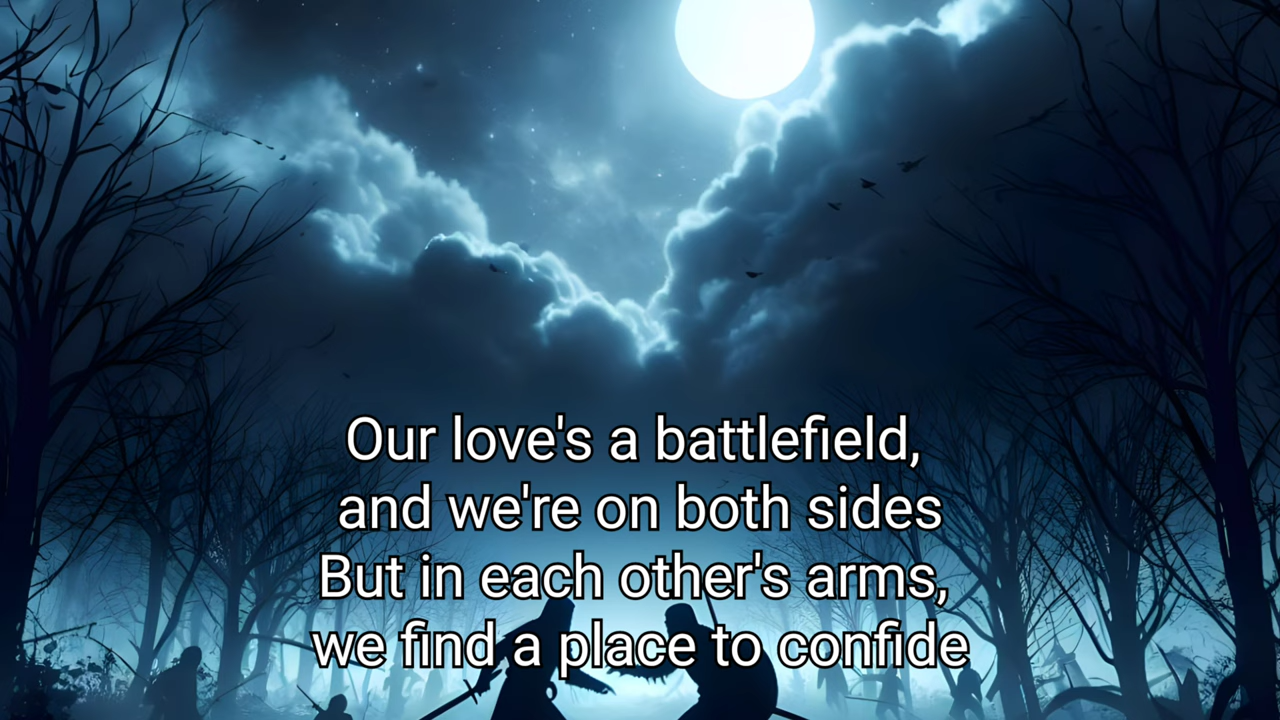 Our love's a battlefield,
and we're on both sides
But in each other's arms,
we find a place to confide